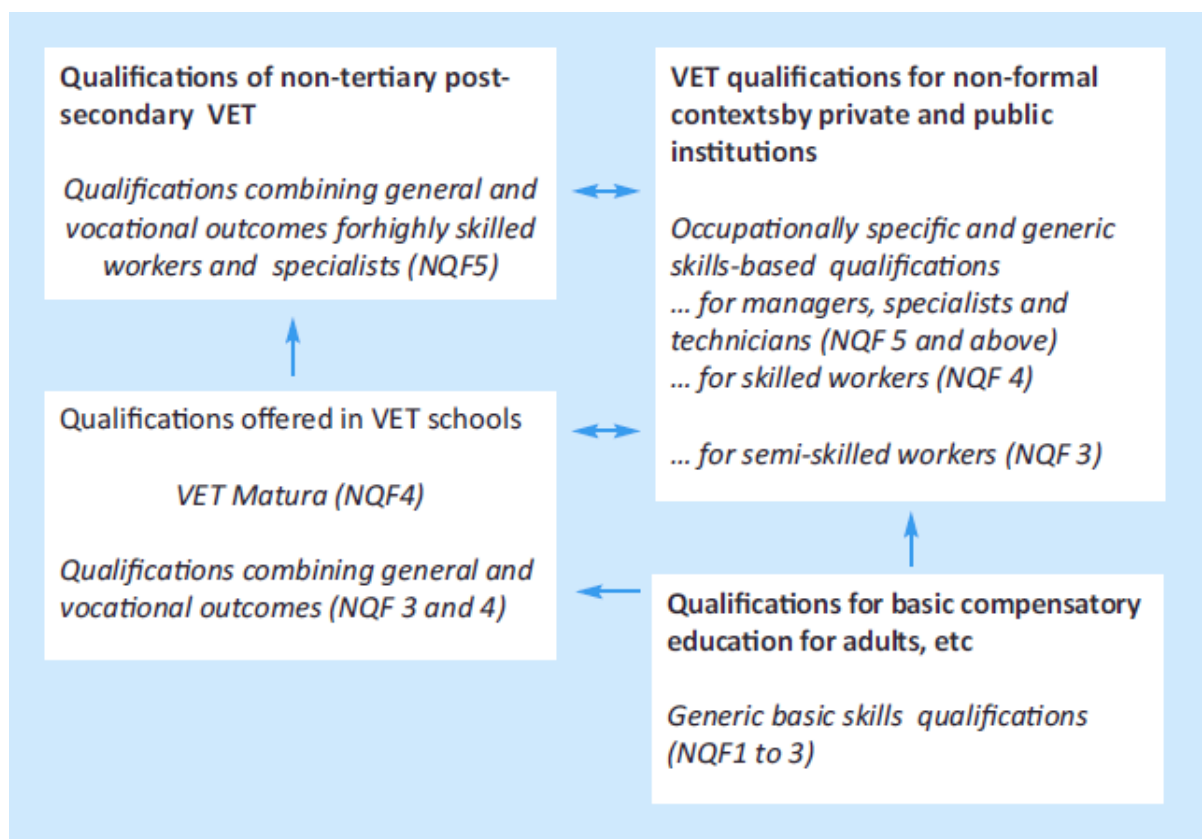 Qualifications of non-tertiary post-
secondary VET
Qualifications combining general and
vocational outcomes forhighly skilled
workers and specialists (NQF5)
VET qualifications for non-formal
contextsby private and public
institutions
Occupationally specific and generic
skills-based qualifications
... for managers, specialists and
technicians (NQF 5 and above)
... for skilled workers (NQF 4)
... for semi-skilled workers (NQF 3)
Qualifications offered in VET schools
VET Matura (NQF4)
Qualifications combining general and
vocational outcomes (NQF 3 and 4)
Qualifications for basic compensatory
education for adults, etc
Generic basic skills qualifications
(NQF1 to 3)